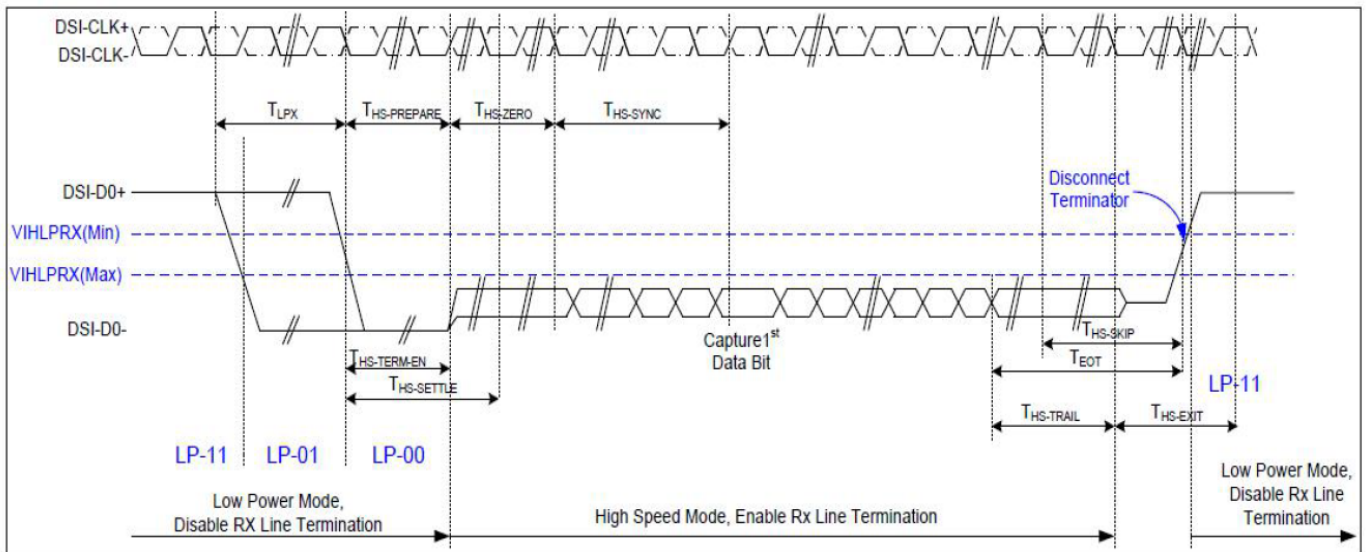 DSI-CLK+
DSI-CLK-
TLPX
THS-PREPARE
THS-ZERO
THS-SYNC
DSI-D0+
Disconnect
Terminator
VIHLPRX(Min)
VIHLPRX(Max)
DSI-D0-
Capture1st
Data Bit
THS-SKIP
THS-TERM-EN
TEOT
THS-SETTLE
LP-11
THS-TRAIL
THS-EXIT
LP-11
LP-01
LP-00
Low Power Mode,
Disable RX Line Termination
High Speed Mode, Enable Rx Line Termination
Low Power Mode,
Disable Rx Line
Termination